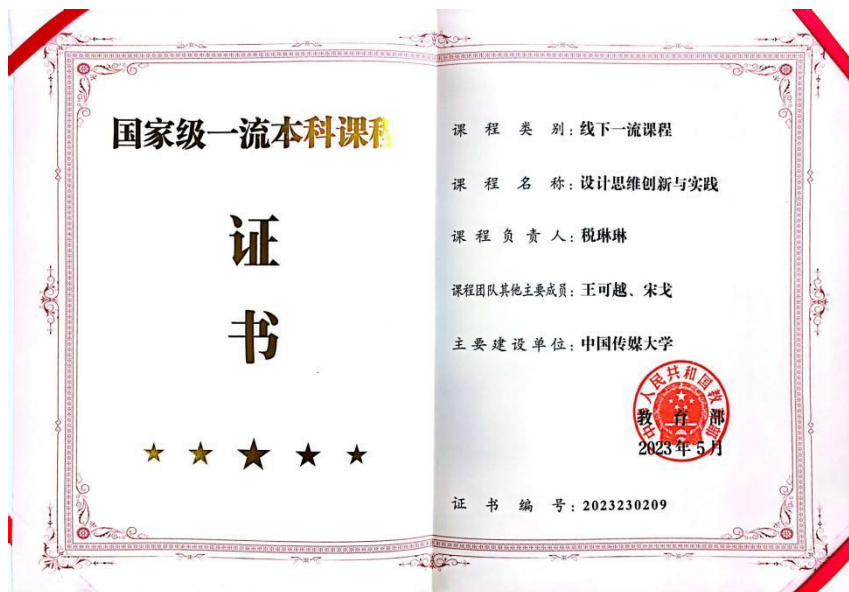 国家级一流本科课程
证
书
课程类别：线下一流课程
课程名称：设计思维创新与实践
课程负责人：税琳琳
课程团队其他主要成员：王可越、宋戈
主要建设单位：中国传媒大学
中华人民共和国教育部
教育部
2023年5月
证书编号：2023230209